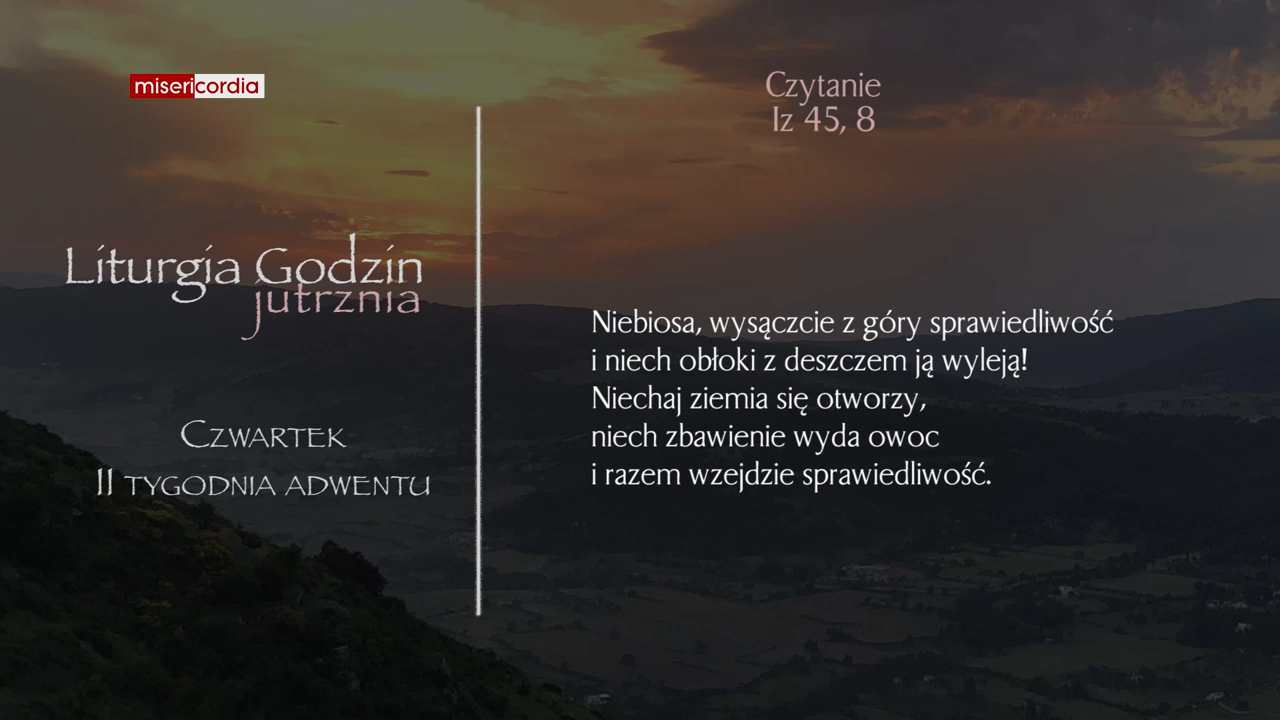 misericordia
Liturgia Godzin
jutrznia
Czwartek
II tygodnia adwentu
Czytanie
Iz 45, 8
Niebiosa, wysączcie z góry sprawiedliwość
i niech obłoki z deszczem ją wyleją!
Niechaj ziemia się otworzy,
niech zbawienie wyda owoc
i razem wzejdzie sprawiedliwość.